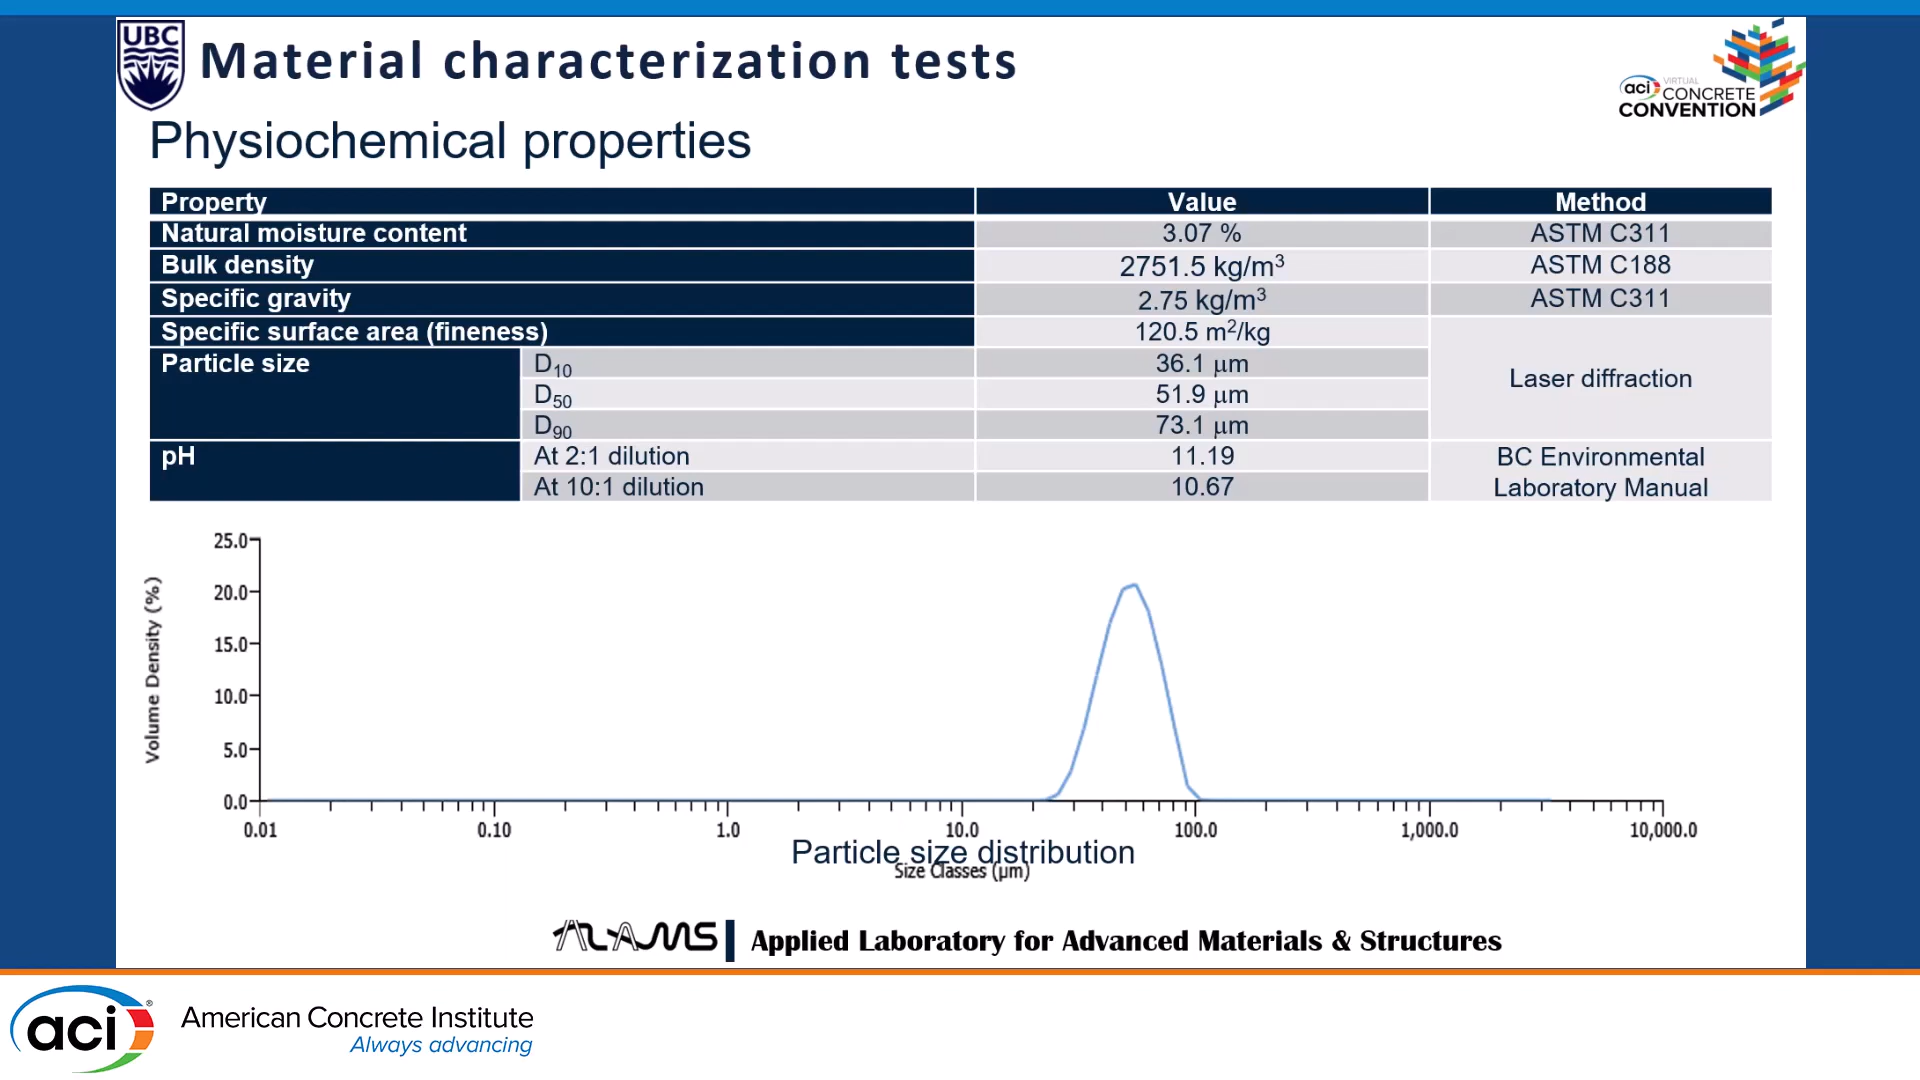 UBC
Material characterization tests
aci VIRTUAL
CONCRETE
CONVENTION
Physiochemical properties
Property Value Method
Natural moisture content 3.07 % ASTM C311
Bulk density 2751.5 kg/m³ ASTM C188
Specific gravity 2.75 kg/m³ ASTM C311
Specific surface area (fineness) 120.5 m²/kg
Particle size D₁₀ 36.1 μm Laser diffraction
D₅₀ 51.9 μm
D₉₀ 73.1 μm
pH At 2:1 dilution 11.19 BC Environmental
At 10:1 dilution 10.67 Laboratory Manual
25.0
20.0
15.0
10.0
5.0
0.0
Volume Density (%)
0.01 0.10 1.0 10.0 100.0 1,000.0 10,000.0
Particle size distribution
Size Classes (μm)
ALAMS Applied Laboratory for Advanced Materials & Structures
aci ® American Concrete Institute
Always advancing